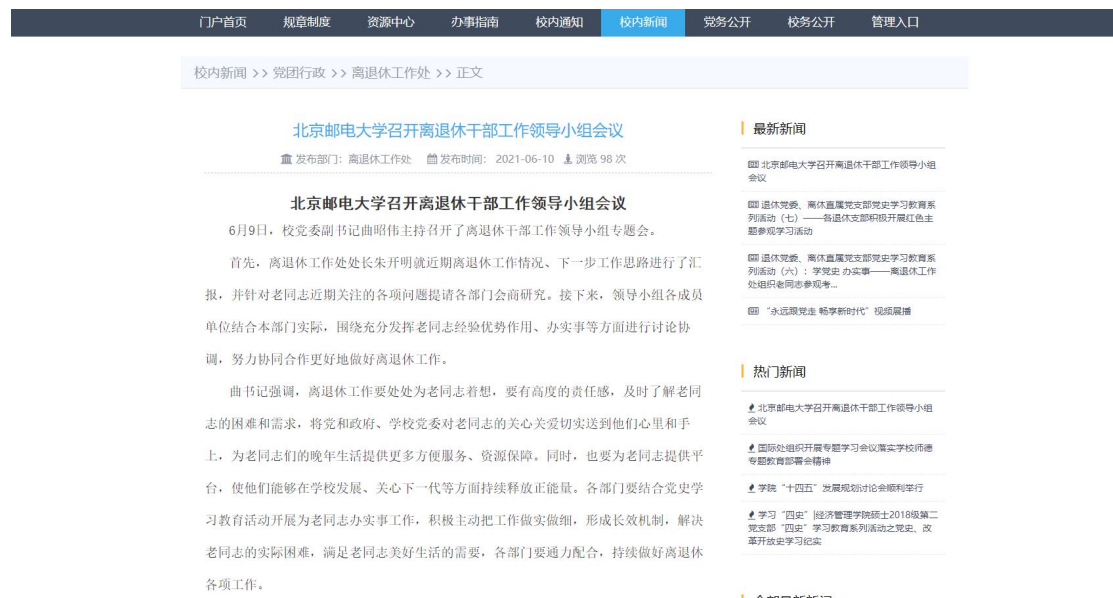 门户首页 规章制度 资源中心 办事指南 校内通知 校内新闻 党务公开 校务公开 管理入口
校内新闻 >> 党团行政 >> 离退休工作处 >> 正文
北京邮电大学召开离退休干部工作领导小组会议
发布部门：离退休工作处 发布时间： 2021-06-10 浏览 98 次
北京邮电大学召开离退休干部工作领导小组会议
6月9日，校党委副书记曲昭伟主持召开了离退休干部工作领导小组专题会。
首先，离退休工作处处长朱开明就近期离退休工作情况、下一步工作思路进行了汇
报，并针对老同志近期关注的各项问题提请各部门会商研究。接下来，领导小组各成员
单位结合本部门实际，围绕充分发挥老同志经验优势作用、办实事等方面进行讨论协
调，努力协同合作更好地做好离退休工作。
曲书记强调，离退休工作要处处为老同志着想，要有高度的责任感，及时了解老同
志的困难和需求，将党和政府、学校党委对老同志的关心关爱切实送到他们心里和手
上，为老同志们的晚年生活提供更多方便服务、资源保障。同时，也要为老同志提供平
台，使他们能够在学校发展、关心下一代等方面持续释放正能量。各部门要结合党史学
习教育活动开展为老同志办实事工作，积极主动把工作做实做细，形成长效机制，解决
老同志的实际困难，满足老同志美好生活的需要，各部门要通力配合，持续做好离退休
各项工作。
最新新闻
北京邮电大学召开离退休干部工作领导小组
会议
退休党委、离休直属党支部党史学习教育系
列活动（七）——各退休支部积极开展红色主
题参观学习活动
退休党委、离休直属党支部党史学习教育系
列活动（六）：学党史 办实事——离退休工作
处组织老同志参观考...
“永远跟党走 畅享新时代”视频展播
热门新闻
北京邮电大学召开离退休干部工作领导小组
会议
国际处组织开展专题学习会议落实学校师德
专题教育部署会精神
学院“十四五”发展规划讨论会顺利举行
学习“四史”|经济管理学院硕士2018级第二
党支部“四史”学习教育系列活动之党史、改
革开放史学习纪实